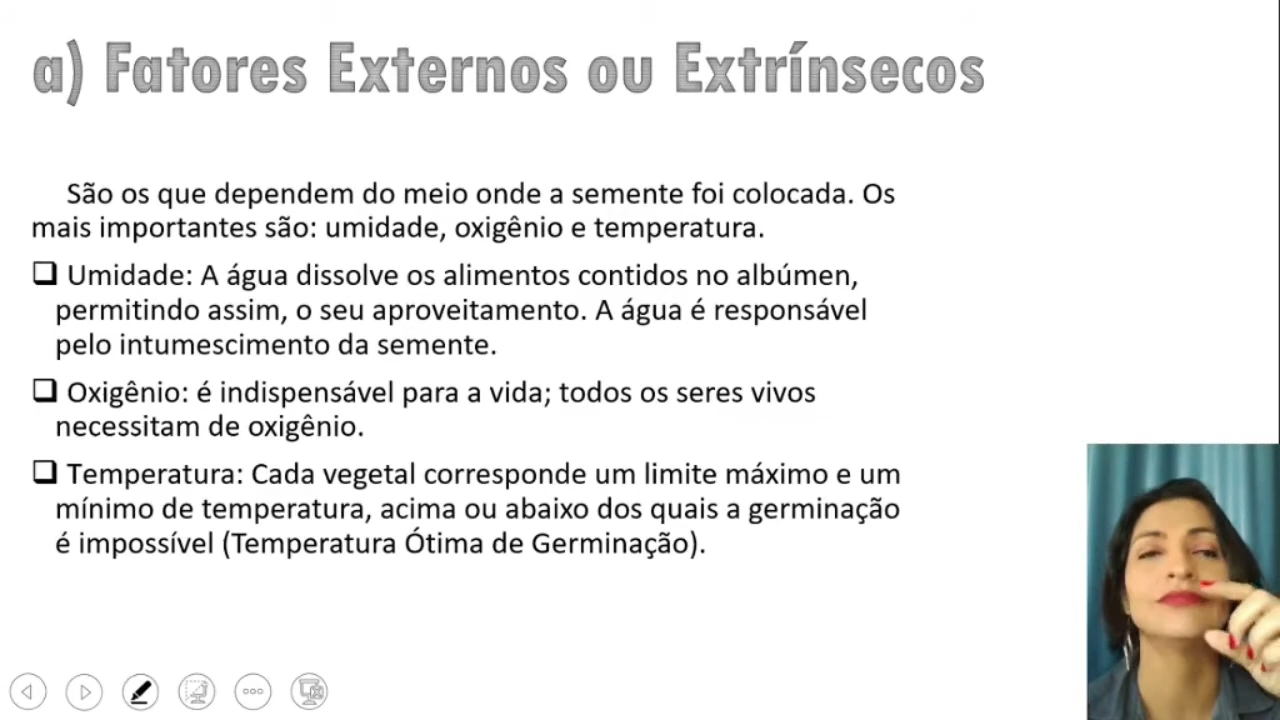 a) Fatores Externos ou Extrínsecos
São os que dependem do meio onde a semente foi colocada. Os
mais importantes são: umidade, oxigênio e temperatura.
Umidade: A água dissolve os alimentos contidos no albúmen,
permitindo assim, o seu aproveitamento. A água é responsável
pelo intumescimento da semente.
Oxigênio: é indispensável para a vida; todos os seres vivos
necessitam de oxigênio.
Temperatura: Cada vegetal corresponde um limite máximo e um
mínimo de temperatura, acima ou abaixo dos quais a germinação
é impossível (Temperatura Ótima de Germinação).